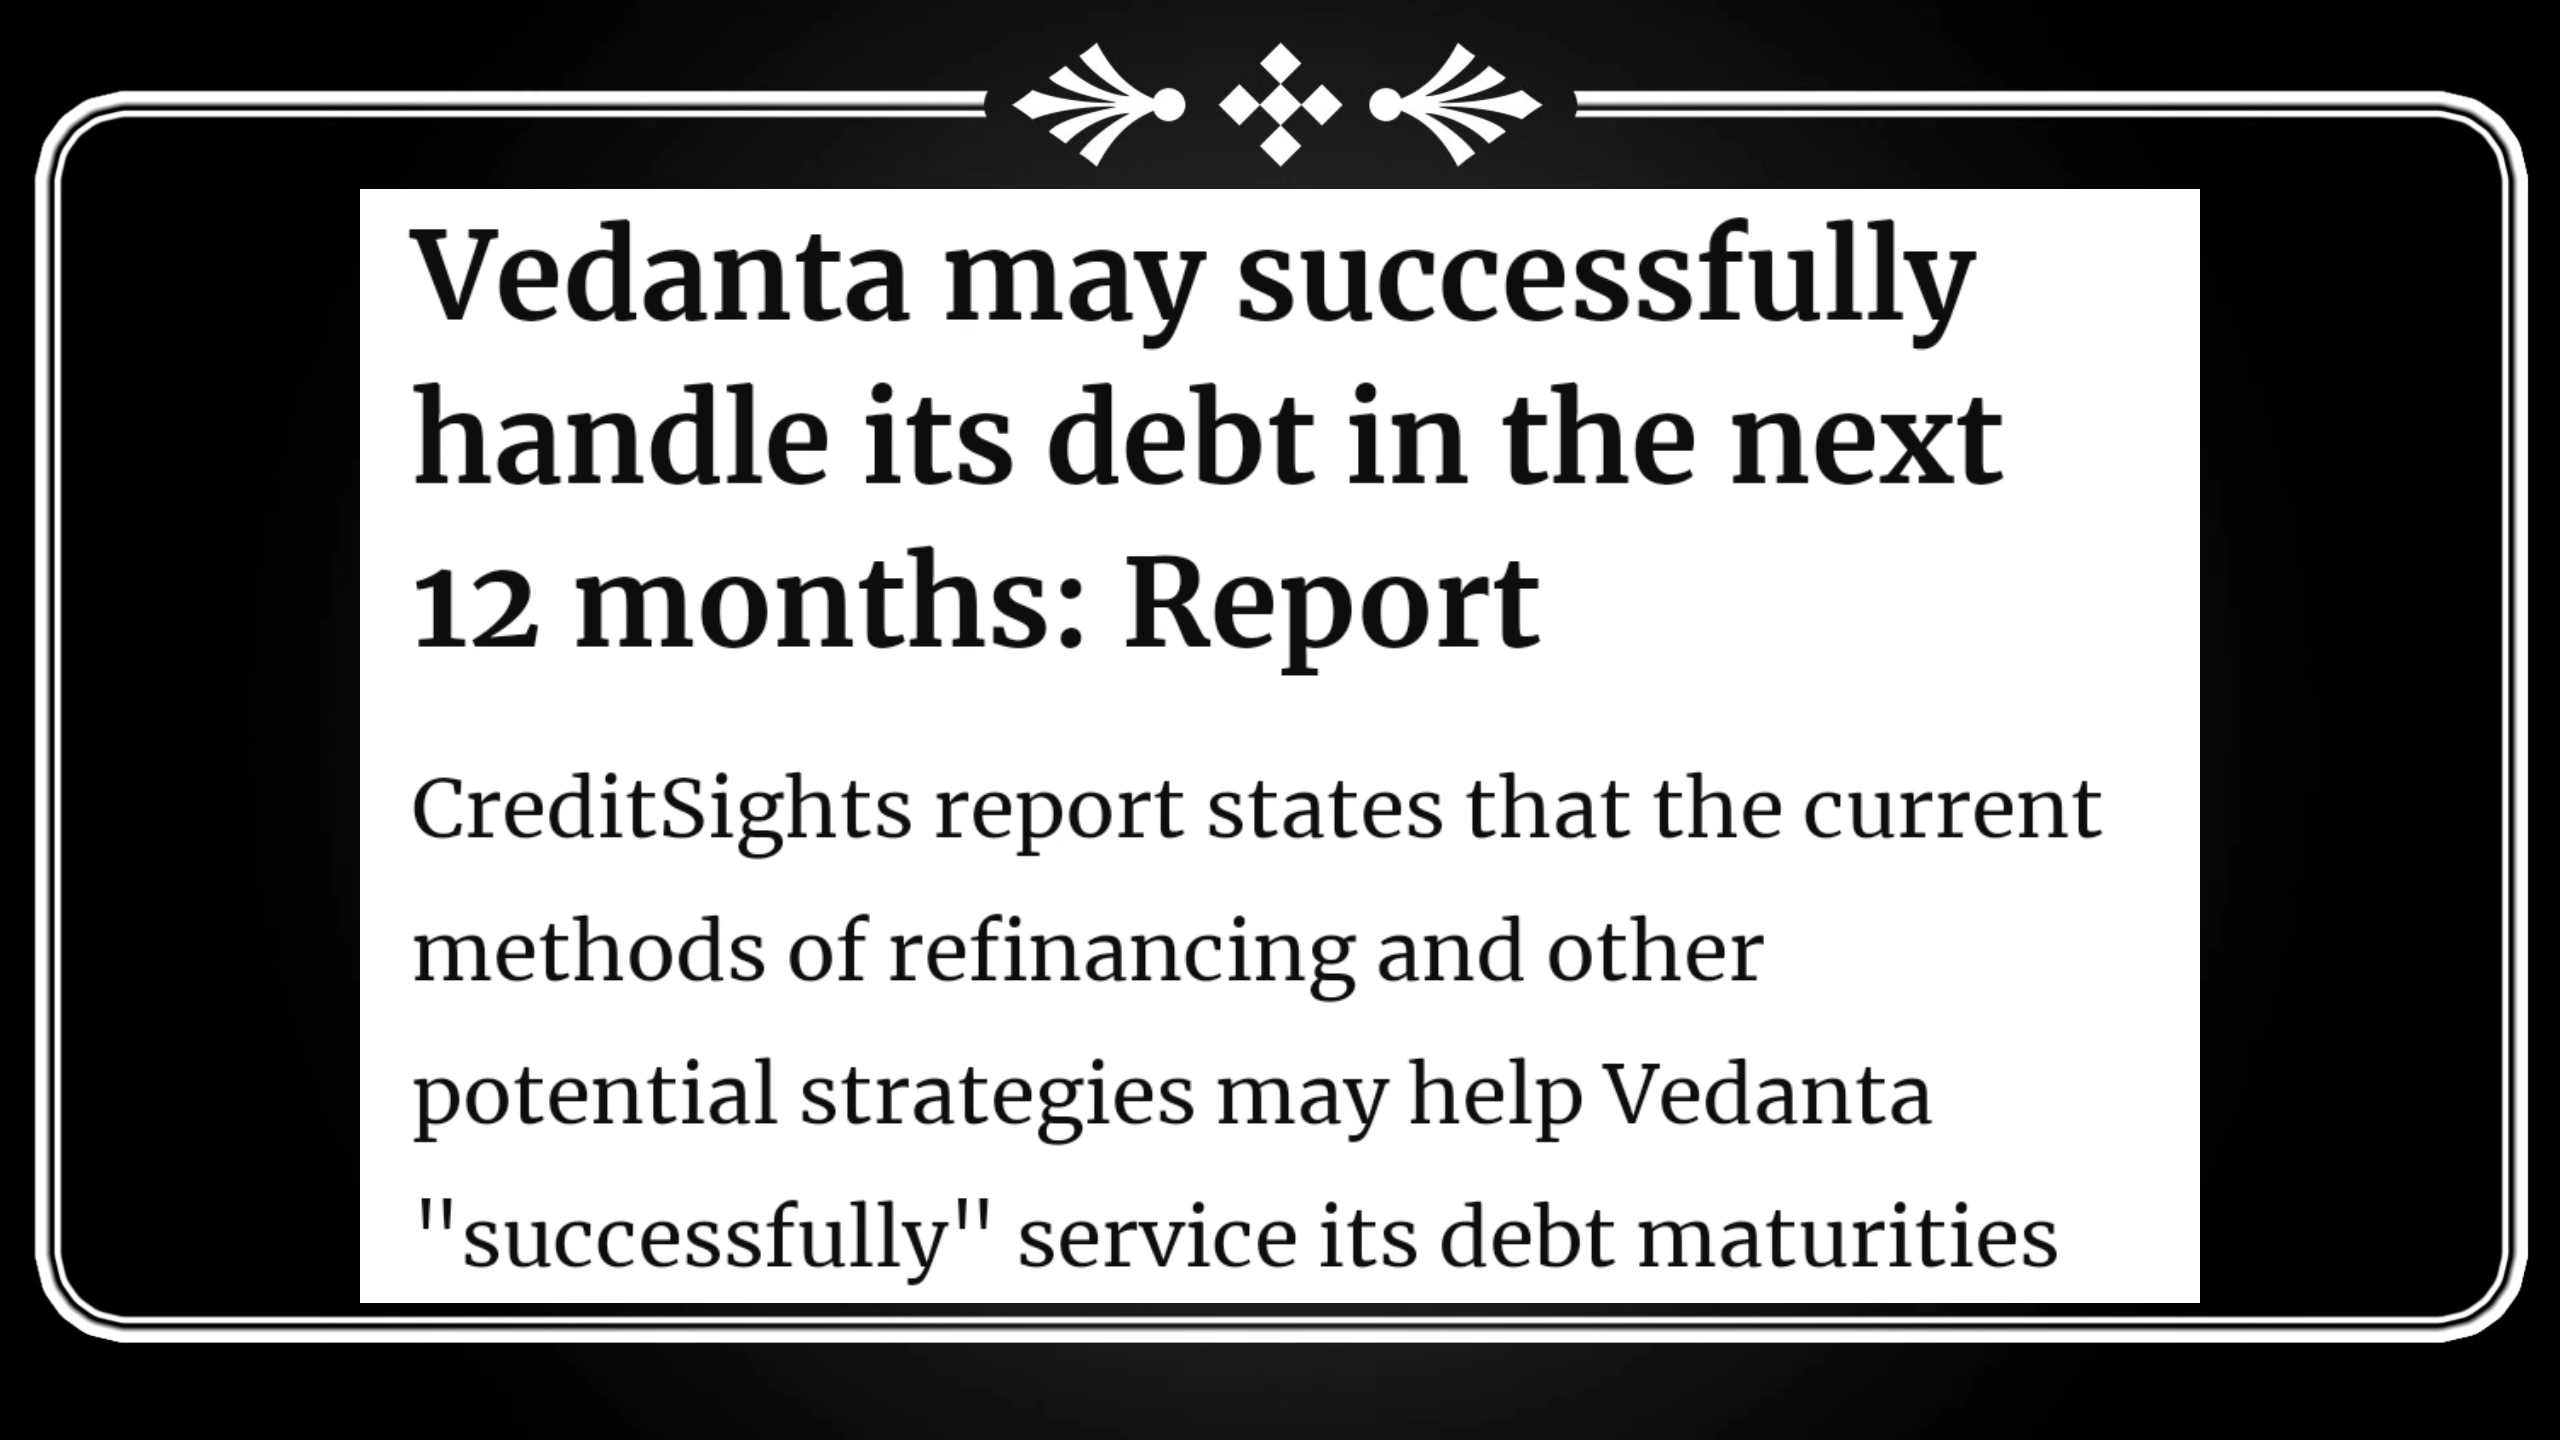 Vedanta may successfully
handle its debt in the next
12 months: Report
CreditSights report states that the current
methods of refinancing and other
potential strategies may help Vedanta
"successfully" service its debt maturities